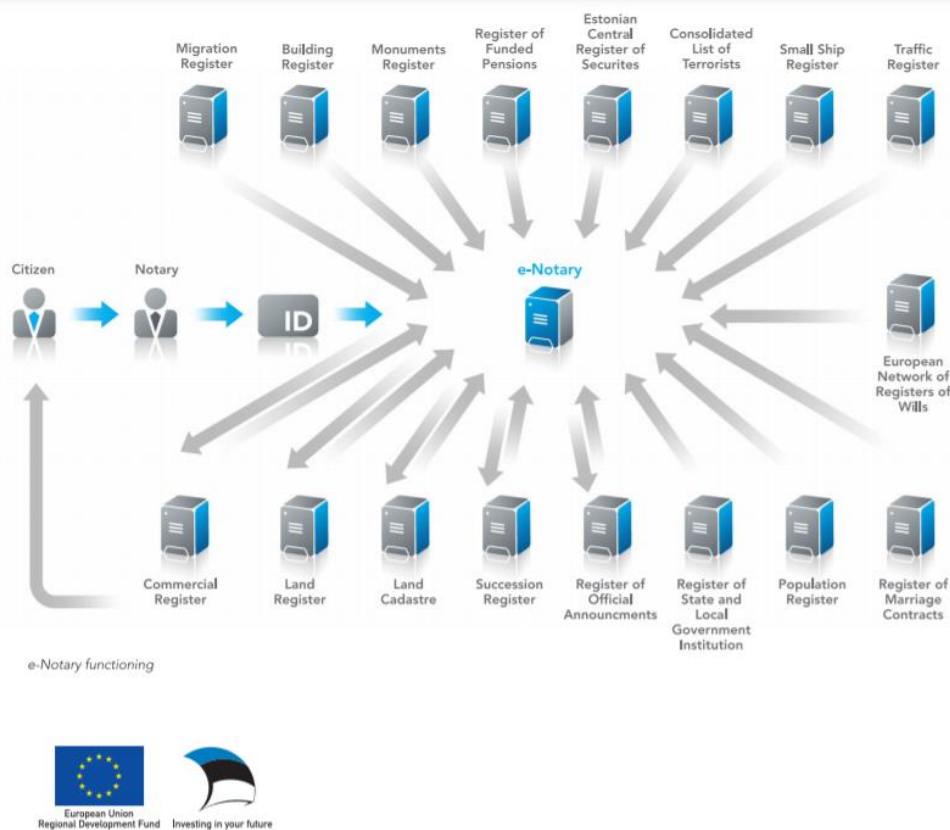 Migration
Register
Building
Register
Monuments
Register
Register of
Funded
Pensions
Estonian
Central
Register of
Securites
Consolidated
List of
Terrorists
Small Ship
Register
Traffic
Register
Citizen
Notary
ID
e-Notary
European
Network of
Registers of
Wills
Commercial
Register
Land
Register
Land
Cadastre
Succession
Register
Register of
Official
Announcments
Register of
State and
Local
Government
Institution
Population
Register
Register of
Marriage
Contracts
e-Notary functioning
European Union
Regional Development Fund
Investing in your future